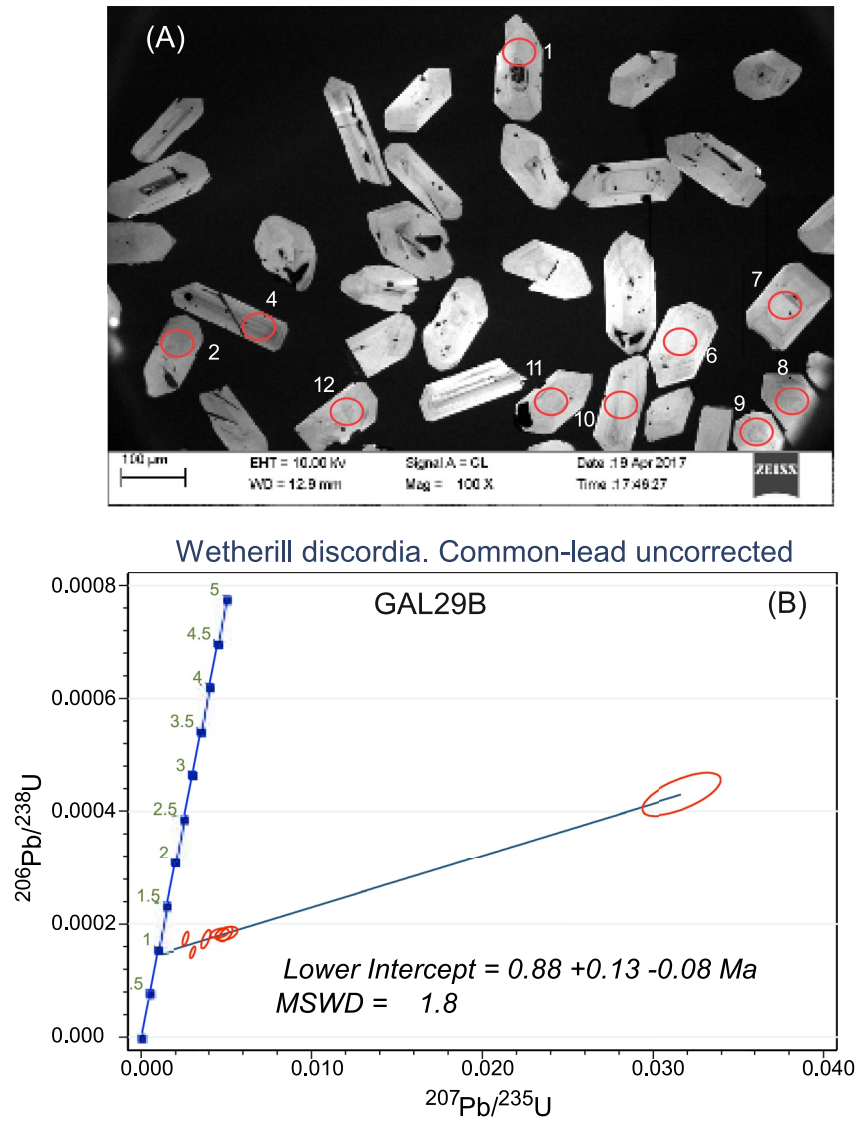 (A)
1
7
4
2
6
11
8
12
10
9
100 µm
EHT = 10.00 kV Signal A = CL Date :19 Apr 2017
WD = 12.9 mm Mag = 100 X Time :17:46:27
ZEISS
Wetherill discordia. Common-lead uncorrected
GAL29B
(B)
0.0008
0.0006
0.0004
0.0002
0.000
206Pb/238U
5
4.5
4
3.5
3
2.5
2
1.5
1
.5
Lower Intercept = 0.88 +0.13 -0.08 Ma
MSWD = 1.8
0.000 0.010 0.020 0.030 0.040
207Pb/235U